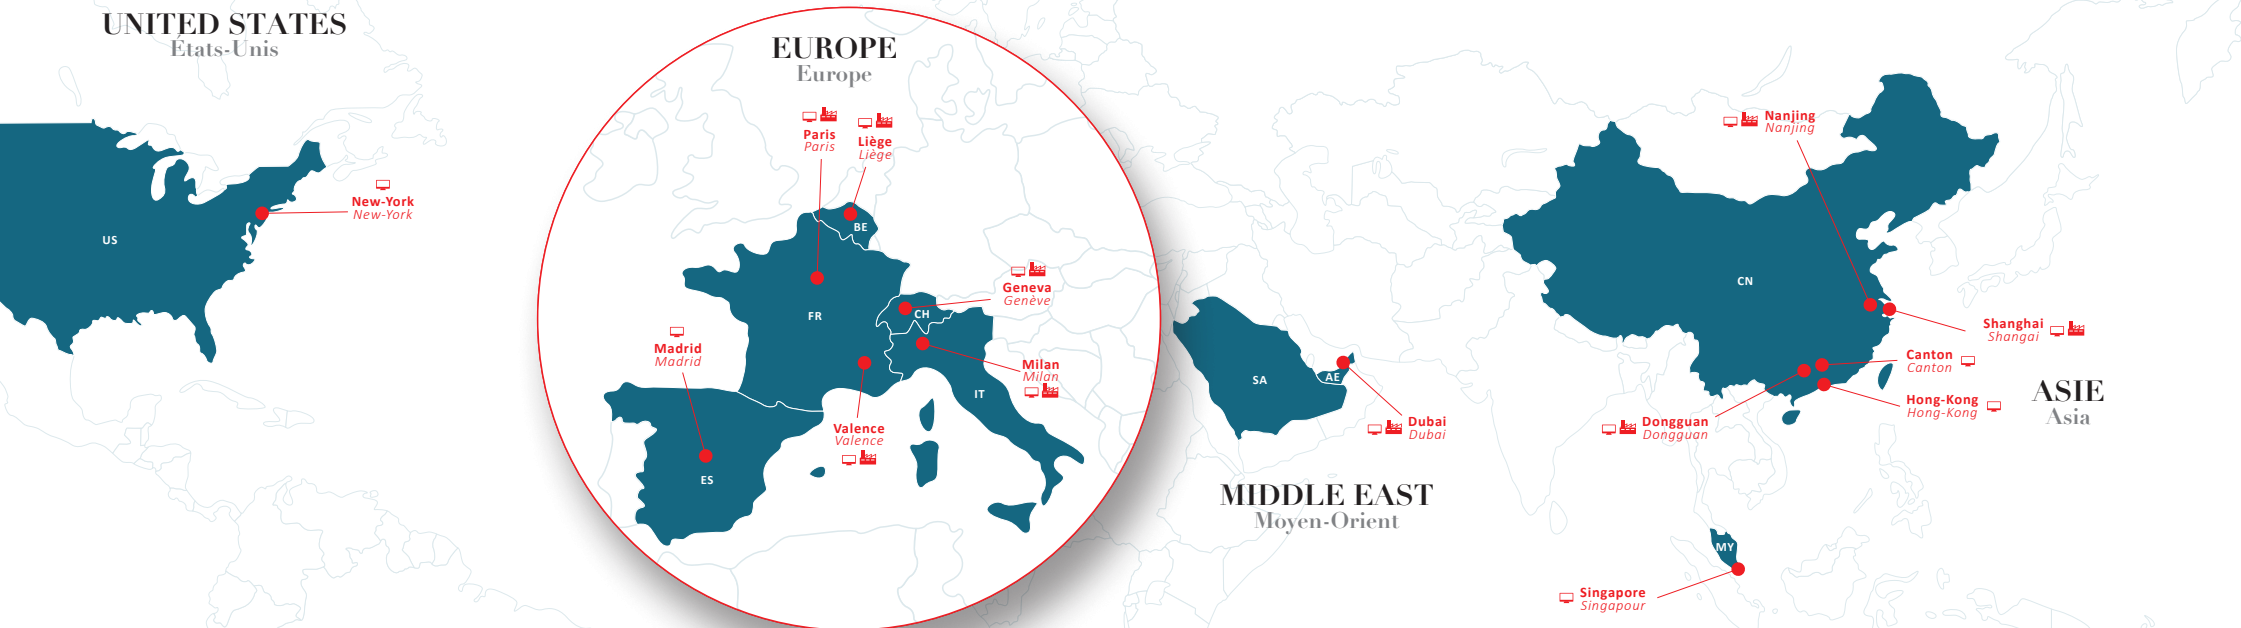 UNITED STATES
États-Unis
US
New-York
New-York
EUROPE
Europe
Paris
Paris
Liège
Liège
BE
FR
CH
Geneva
Genève
Madrid
Madrid
Milan
Milan
IT
Valence
Valence
ES
SA
AE
Dubai
Dubai
MIDDLE EAST
Moyen-Orient
Nanjing
Nanjing
CN
Shanghai
Shangai
Canton
Canton
Hong-Kong
Hong-Kong
Dongguan
Dongguan
ASIE
Asia
MY
Singapore
Singapour